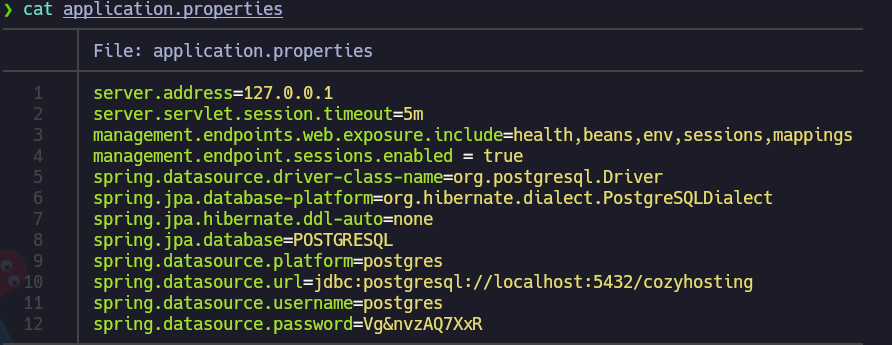 ❯ cat application.properties
File: application.properties
1 server.address=127.0.0.1
2 server.servlet.session.timeout=5m
3 management.endpoints.web.exposure.include=health,beans,env,sessions,mappings
4 management.endpoint.sessions.enabled = true
5 spring.datasource.driver-class-name=org.postgresql.Driver
6 spring.jpa.database-platform=org.hibernate.dialect.PostgreSQLDialect
7 spring.jpa.hibernate.ddl-auto=none
8 spring.jpa.database=POSTGRESQL
9 spring.datasource.platform=postgres
10 spring.datasource.url=jdbc:postgresql://localhost:5432/cozyhosting
11 spring.datasource.username=postgres
12 spring.datasource.password=Vg&nvzAQ7XxR